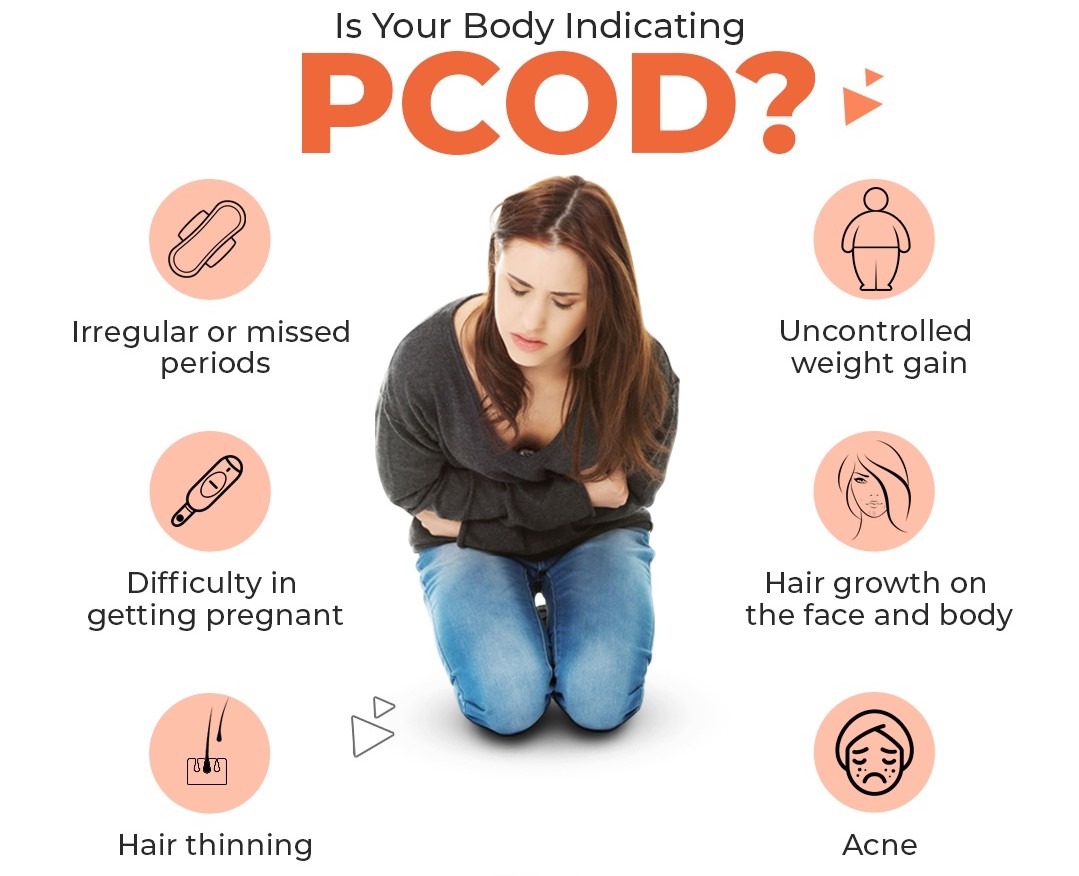 Is Your Body Indicating
PCOD?
Irregular or missed
periods
Uncontrolled
weight gain
Difficulty in
getting pregnant
Hair growth on
the face and body
Hair thinning
Acne